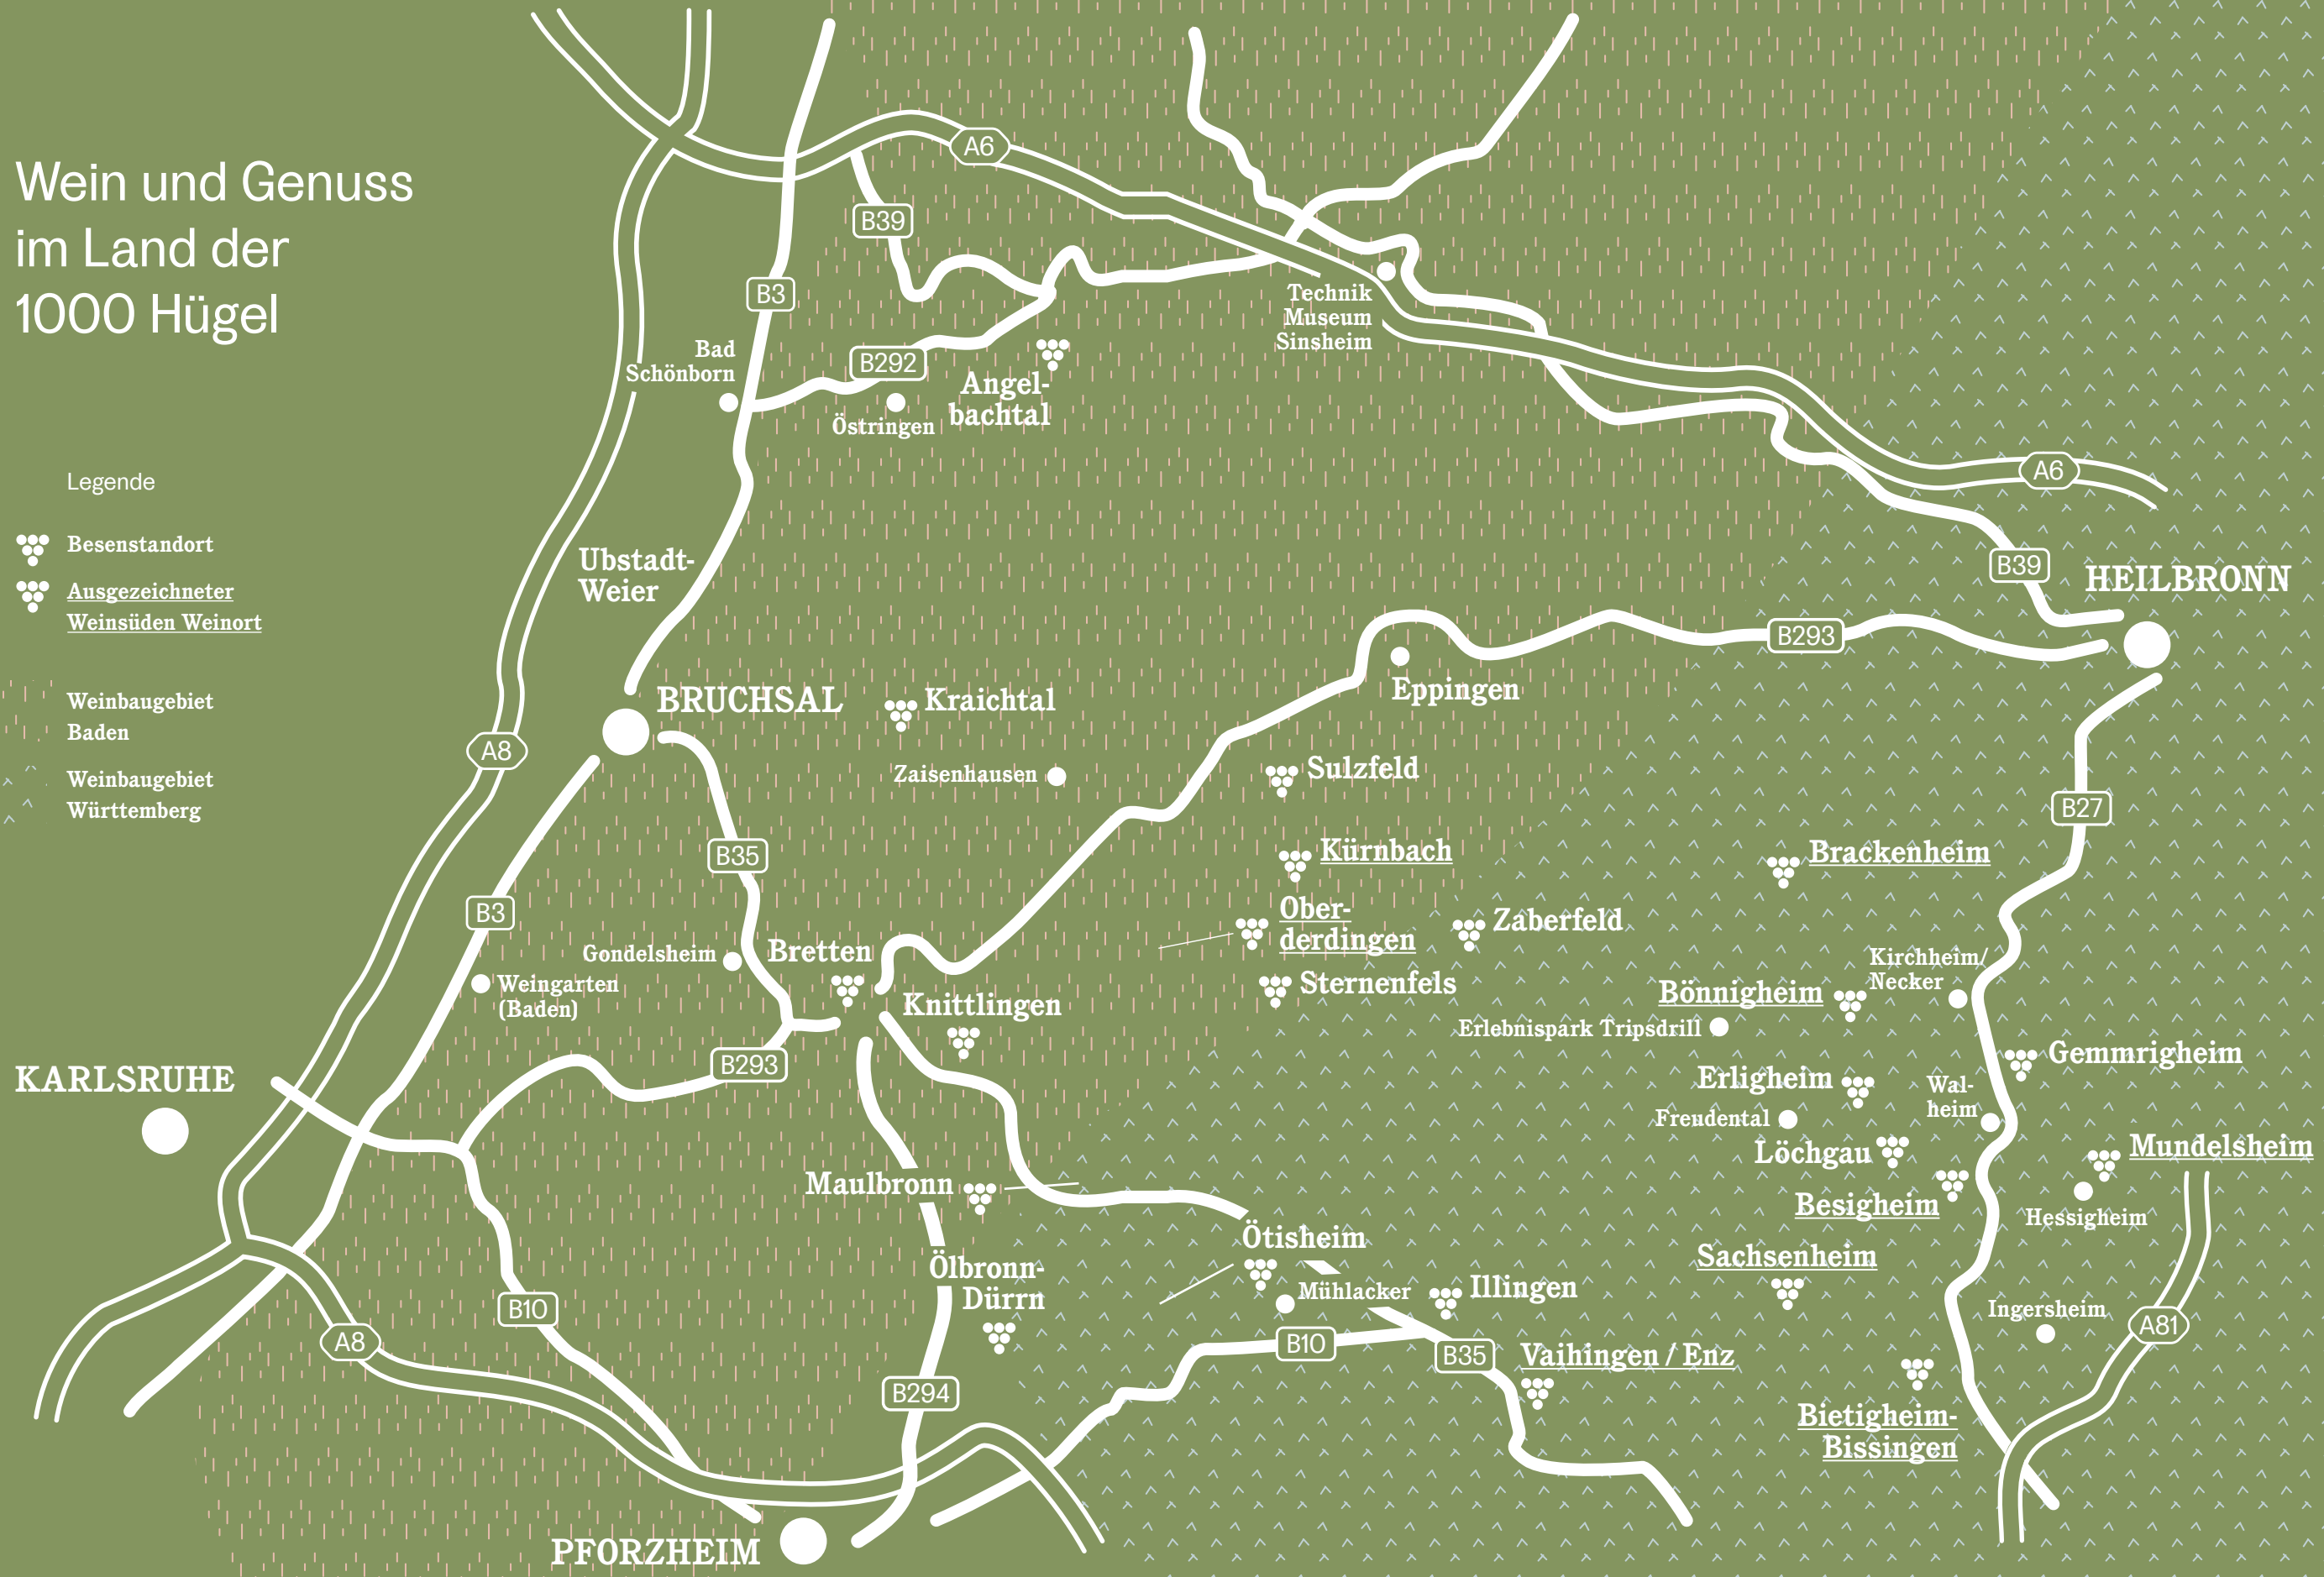 Wein und Genuss
im Land der
1000 Hügel
Legende
Besenstandort
Ausgezeichneter
Weinsüden Weinort
Weinbaugebiet
Baden
Weinbaugebiet
Württemberg
A6
B39
B3
Bad
Schönborn
B292
Östringen
Angel-
bachtal
Technik
Museum
Sinsheim
A6
B39
HEILBRONN
Ubstadt-
Weier
B293
Eppingen
BRUCHSAL
Kraichtal
A8
Zaisenhausen
Sulzfeld
B27
B35
Kürnbach
Brackenheim
B3
Ober-
derdingen
Zaberfeld
Gondelsheim
Bretten
Weingarten
(Baden)
Knittlingen
Sternenfels
Kirchheim/
Necker
Bönnigheim
Erlebnispark Tripsdrill
B293
KARLSRUHE
Gemmrigheim
Erligheim
Wal-
heim
Freudental
Löchgau
Mundelsheim
Maulbronn
Besigheim
Hessigheim
Ötisheim
Sachsenheim
Ölbronn-
Dürrn
Mühlacker
Illingen
B10
Ingersheim
A81
A8
B10
B35
Vaihingen / Enz
B294
Bietigheim-
Bissingen
PFORZHEIM